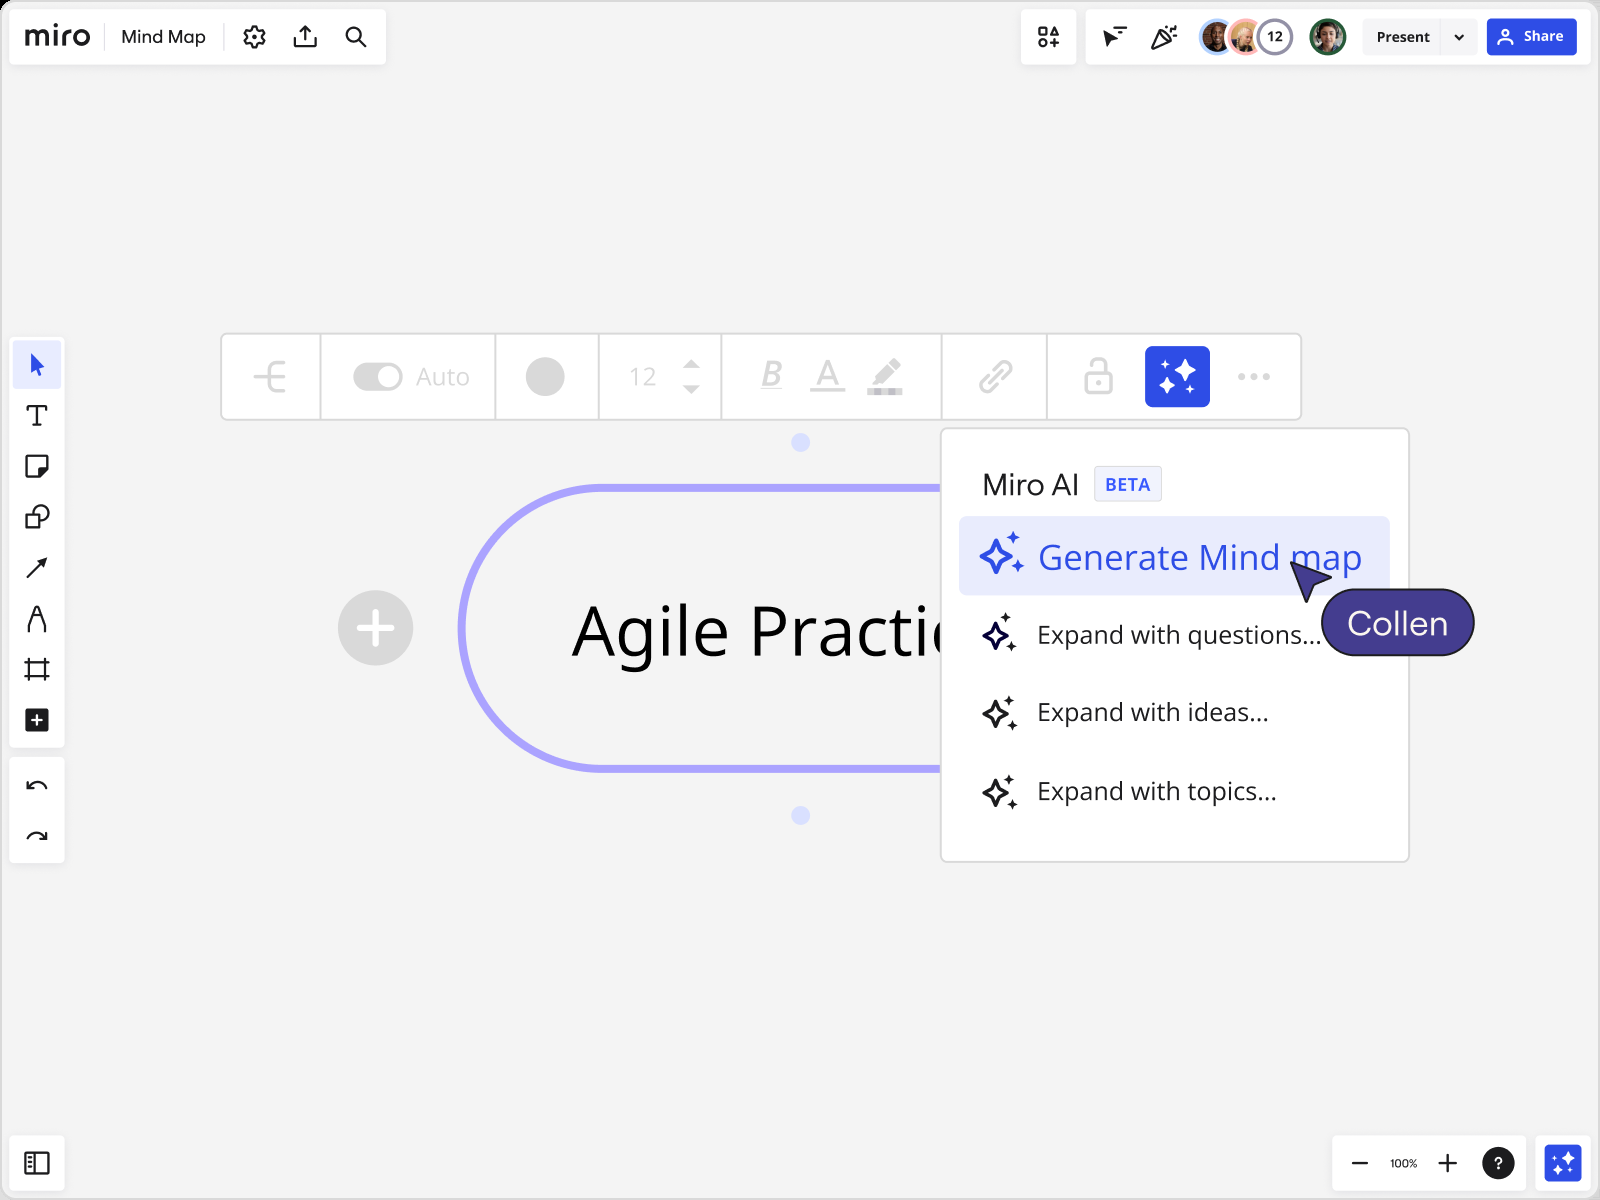 miro
Mind Map
12
Present
Share
Auto
12
B
A
Miro AI
BETA
Generate Mind map
Collen
Agile
Expand with questions...
Expand with ideas...
Expand with topics...
100%
?